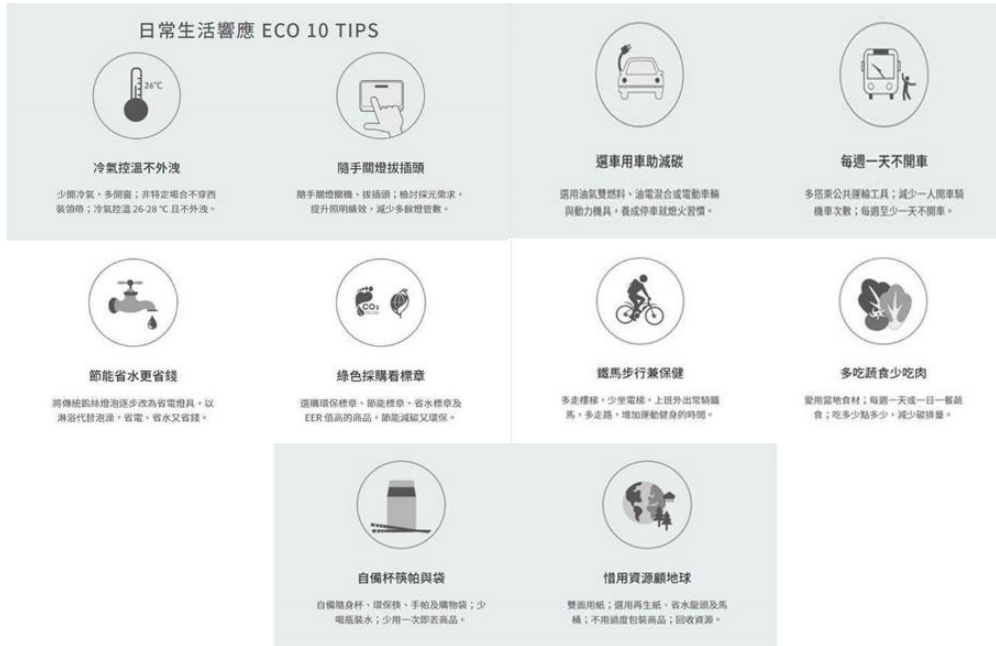 日常生活響應 ECO 10 TIPS
26°C
冷氣控溫不外洩
少開冷氣，多開窗；非特定場合不穿西
裝領帶；冷氣控溫 26-28 °C 且不外洩。
隨手關燈拔插頭
隨手關燈關機、拔插頭；檢討採光需求，
提升照明績效，減少多餘燈管數。
選車用車助減碳
選用油氣雙燃料、油電混合或電動車輛
與動力機具，養成停車就熄火習慣。
每週一天不開車
多搭乘公共運輸工具；減少一人開車騎
機車次數；每週至少一天不開車。
節能省水更省錢
將傳統鎢絲燈泡逐步改為省電燈具，以
淋浴代替泡澡，省電、省水又省錢。
CO2
綠色採購看標章
選購環保標章、節能標章、省水標章及
EER 值高的商品，節能減碳又環保。
鐵馬步行兼保健
多走樓梯，少坐電梯，上班外出常騎鐵
馬，多走路，增加運動健身的時間。
多吃蔬食少吃肉
愛用當地食材；每週一天或一日一餐蔬
食；吃多少點多少，減少碳排量。
自備杯筷帕與袋
自備隨身杯、環保筷、手帕及購物袋；少
喝瓶裝水；少用一次即丟商品。
惜用資源顧地球
雙面用紙；選用再生紙、省水龍頭及馬
桶；不用過度包裝商品；回收資源。